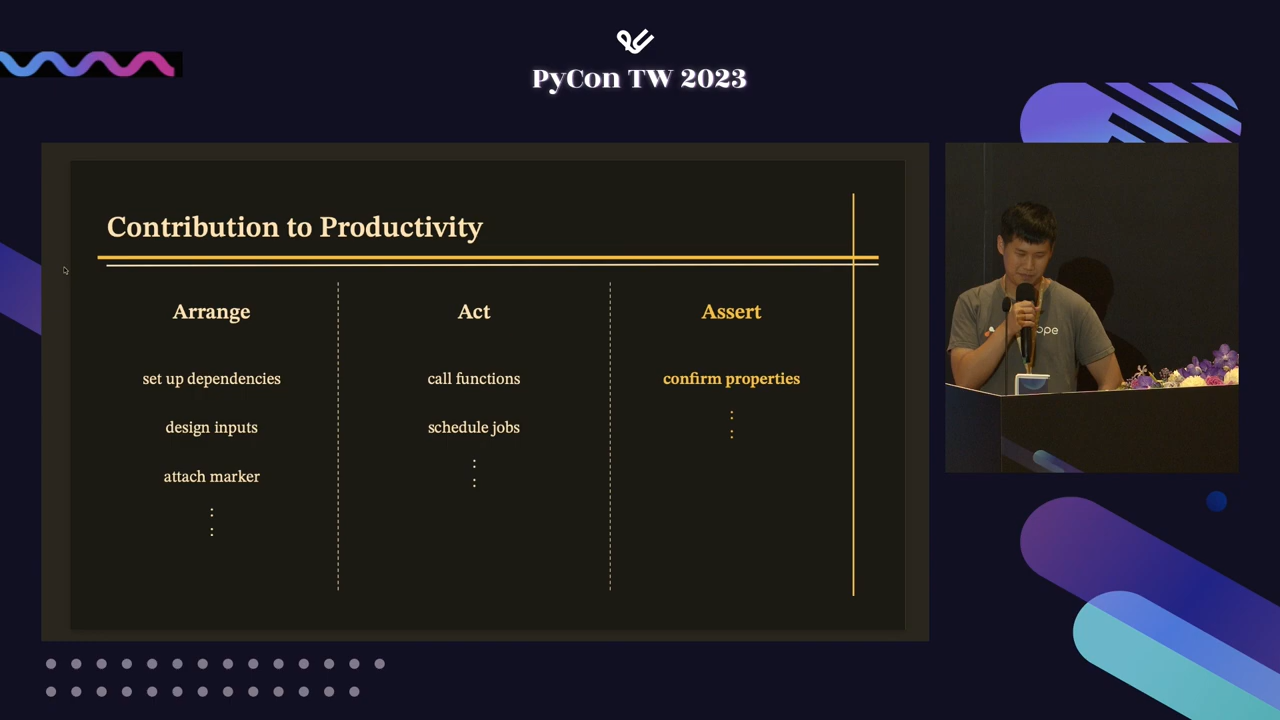 PyCon TW 2023
Contribution to Productivity
Arrange
Act
Assert
set up dependencies
call functions
confirm properties
design inputs
schedule jobs
attach marker
ope